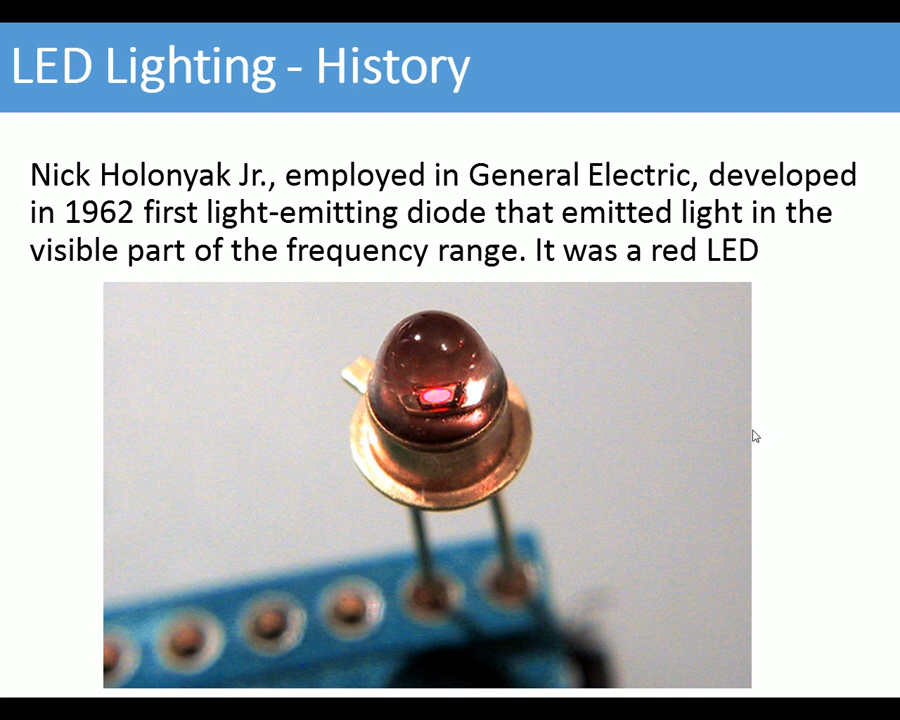 LED Lighting - History
Nick Holonyak Jr., employed in General Electric, developed
in 1962 first light-emitting diode that emitted light in the
visible part of the frequency range. It was a red LED